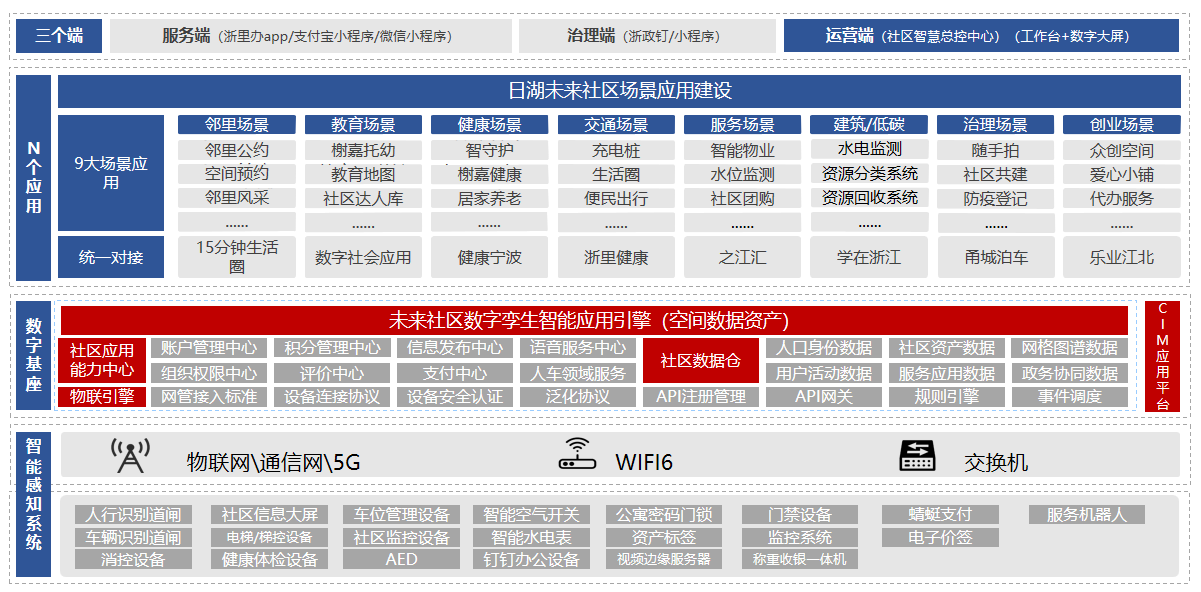 三个端
服务端（浙里办app/支付宝小程序/微信小程序）
治理端（浙政钉/小程序）
运营端（社区智慧总控中心）（工作台+数字大屏）
N个应用
日湖未来社区场景应用建设
9大场景应
用
邻里场景 教育场景 健康场景 交通场景 服务场景 建筑/低碳 治理场景 创业场景
邻里公约 榭嘉托幼 智守护 充电桩 智能物业 水电监测 随手拍 众创空间
空间预约 教育地图 榭嘉健康 生活圈 水位监测 资源分类系统 社区共建 爱心小铺
邻里风采 社区达人库 居家养老 便民出行 社区团购 资源回收系统 防疫登记 代办服务
...... ...... ...... ...... ...... ...... ...... ......
统一对接
15分钟生活
圈
数字社会应用 健康宁波 浙里健康 之江汇 学在浙江 甬城泊车 乐业江北
数字基座
未来社区数字孪生智能应用引擎（空间数据资产）
CIM应用平台
社区应用
能力中心
账户管理中心 积分管理中心 信息发布中心 语音服务中心
组织权限中心 评价中心 支付中心 人车领域服务
社区数据仓
人口身份数据 社区资产数据 网格图谱数据
用户活动数据 服务应用数据 政务协同数据
物联引擎 网管接入标准 设备连接协议 设备安全认证 泛化协议 API注册管理 API网关 规则引擎 事件调度
智能感知系统
物联网\通信网\5G
WIFI6
交换机
人行识别道闸 社区信息大屏 车位管理设备 智能空气开关 公寓密码门锁 门禁设备 蜻蜓支付 服务机器人
车辆识别道闸 电梯/梯控设备 社区监控设备 智能水电表 资产标签 监控系统 电子价签
消控设备 健康体检设备 AED 钉钉办公设备 视频边缘服务器 称重收银一体机